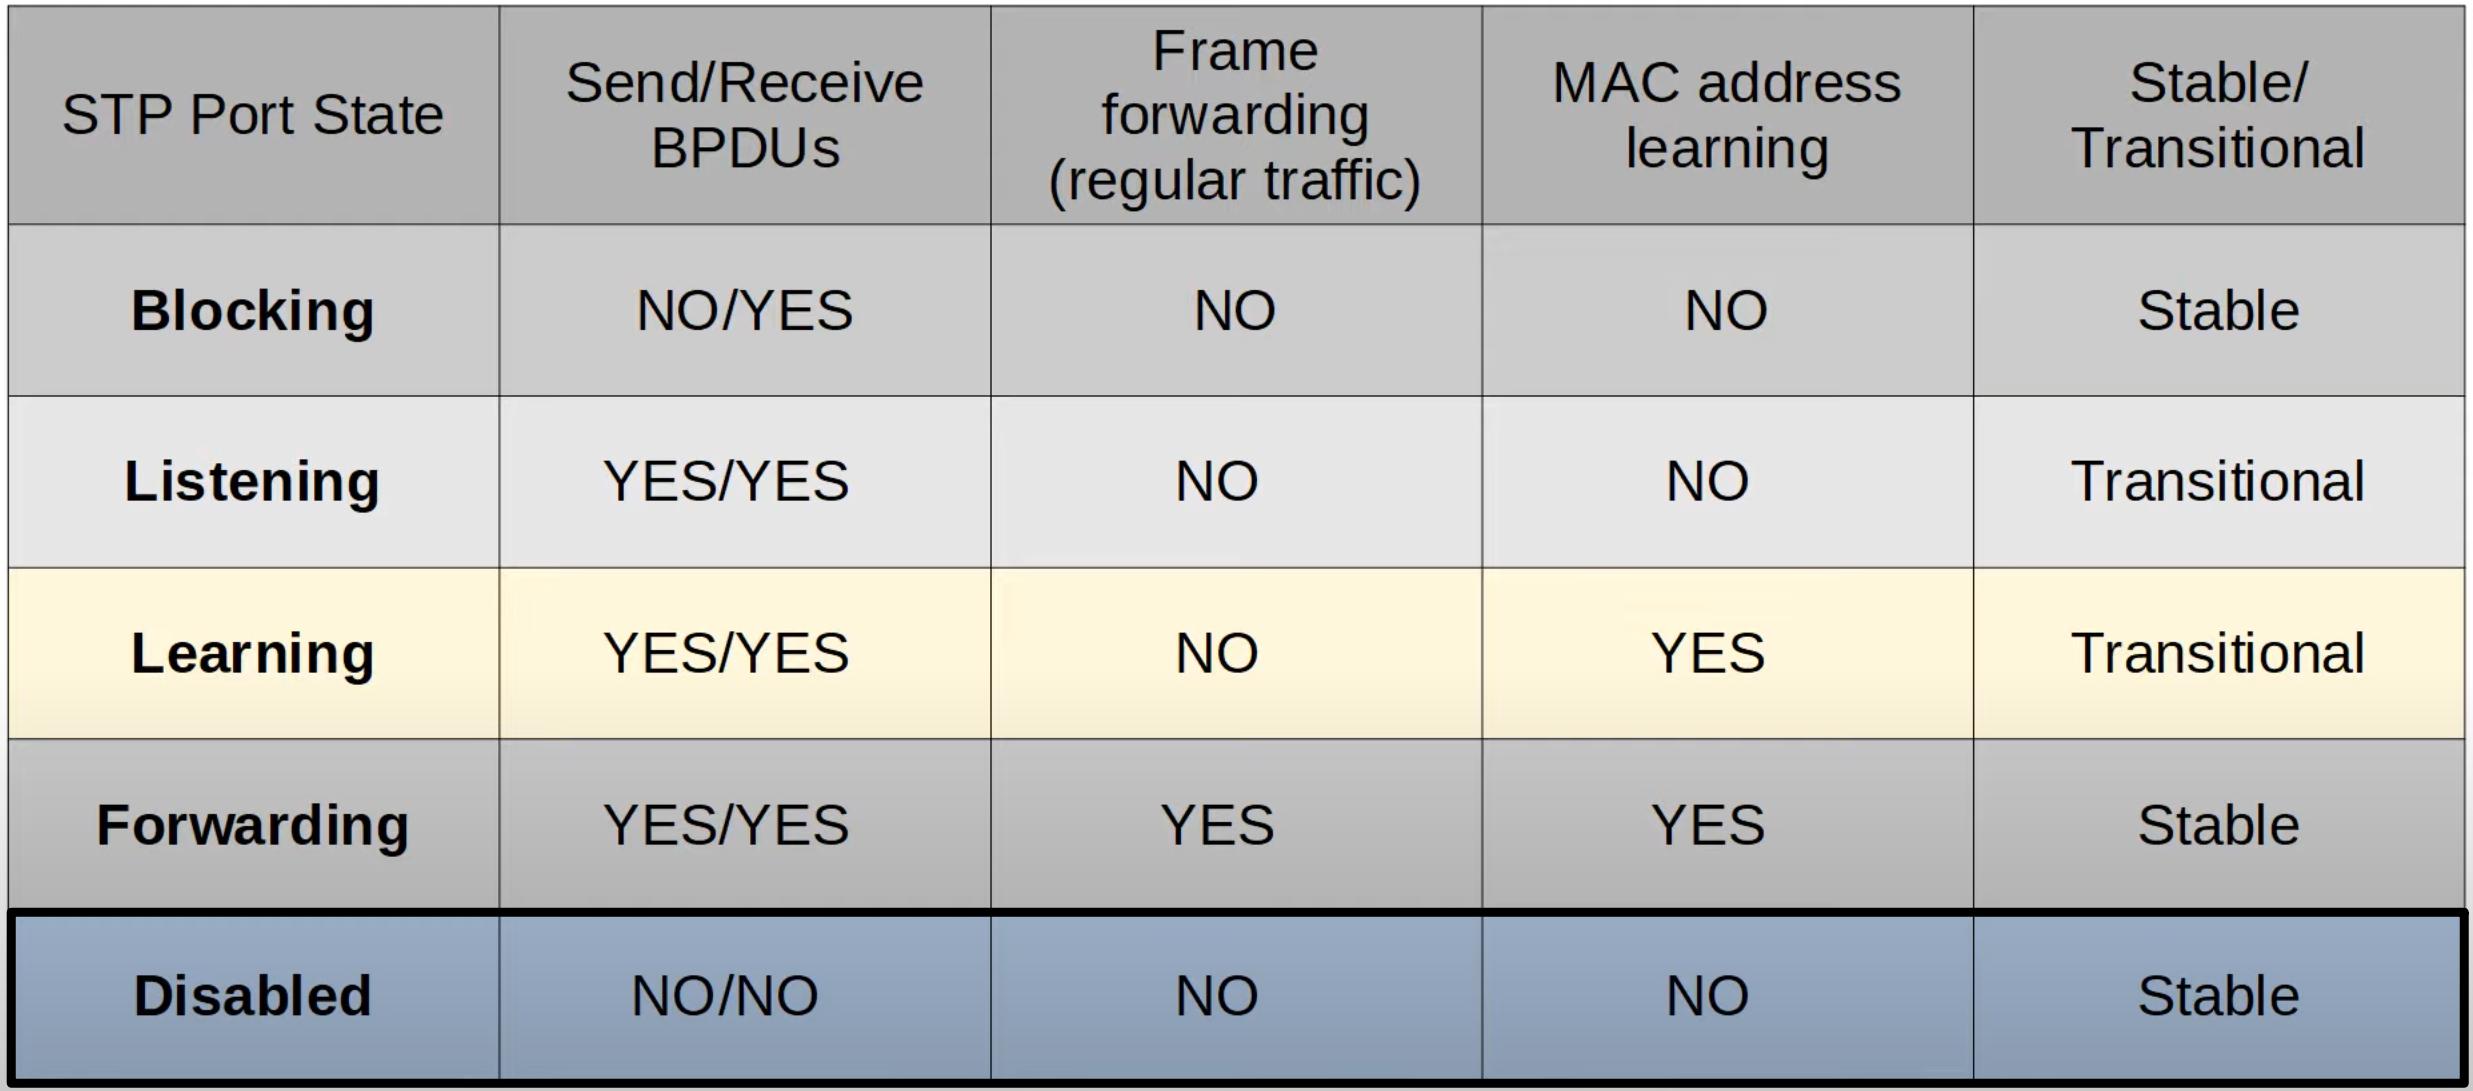 STP Port State
Send/Receive
BPDUs
Frame
forwarding
(regular traffic)
MAC address
learning
Stable/
Transitional
Blocking
NO/YES
NO
NO
Stable
Listening
YES/YES
NO
NO
Transitional
Learning
YES/YES
NO
YES
Transitional
Forwarding
YES/YES
YES
YES
Stable
Disabled
NO/NO
NO
NO
Stable